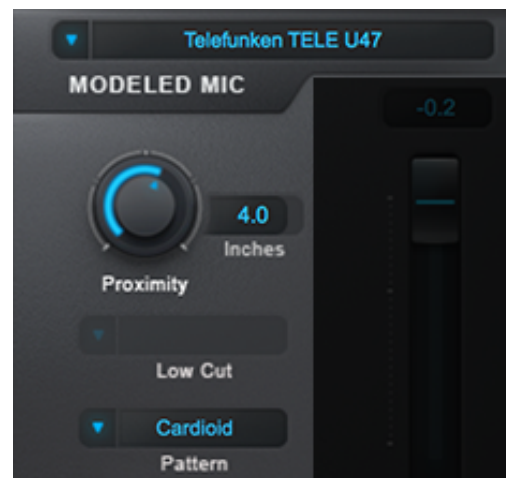 Telefunken TELE U47
MODELED MIC
-0.2
4.0
Inches
Proximity
Low Cut
Cardioid
Pattern